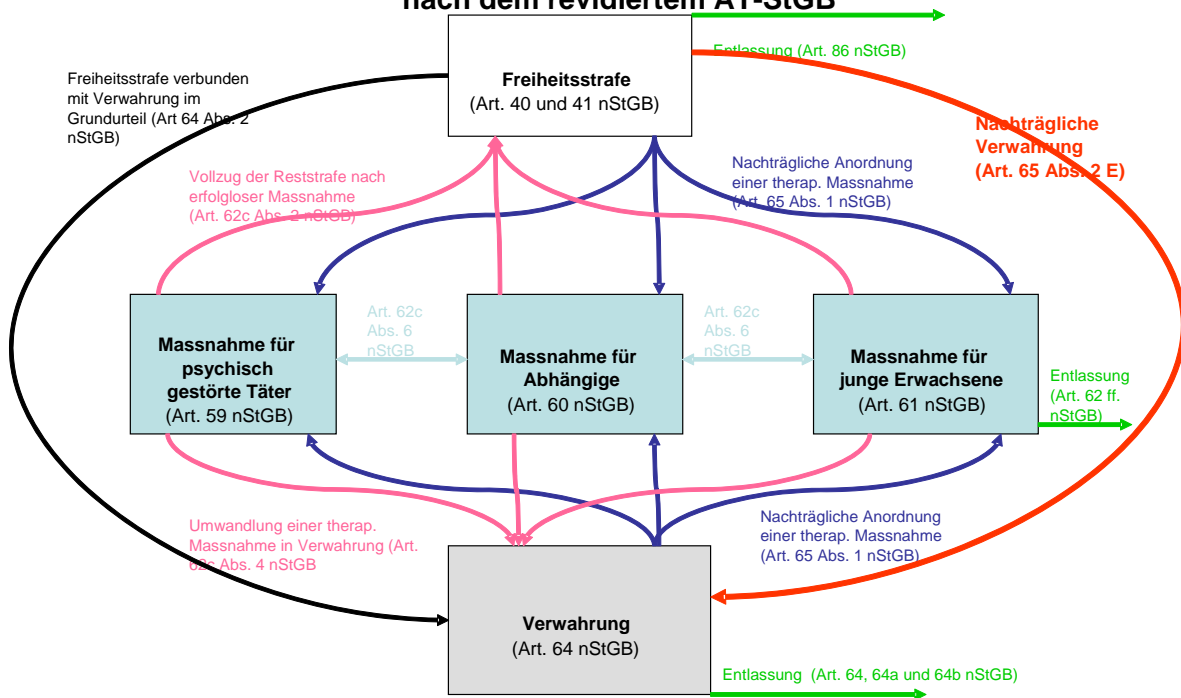 nach dem revidiertem AT-StGB
Entlassung (Art. 86 nStGB)
Freiheitsstrafe verbunden
mit Verwahrung im
Grundurteil (Art 64 Abs. 2
nStGB)
Freiheitsstrafe
(Art. 40 und 41 nStGB)
Nachträgliche
Verwahrung
(Art. 65 Abs. 2 E)
Vollzug der Reststrafe nach
erfolgloser Massnahme
(Art. 62c Abs. 2 nStGB)
Nachträgliche Anordnung
einer therap. Massnahme
(Art. 65 Abs. 1 nStGB)
Massnahme für
psychisch
gestörte Täter
(Art. 59 nStGB)
Art. 62c
Abs. 6
nStGB
Massnahme für
Abhängige
(Art. 60 nStGB)
Art. 62c
Abs. 6
nStGB
Massnahme für
junge Erwachsene
(Art. 61 nStGB)
Entlassung
(Art. 62 ff.
nStGB)
Umwandlung einer therap.
Massnahme in Verwahrung (Art.
62c Abs. 4 nStGB
Nachträgliche Anordnung
einer therap. Massnahme
(Art. 65 Abs. 1 nStGB)
Verwahrung
(Art. 64 nStGB)
Entlassung (Art. 64, 64a und 64b nStGB)